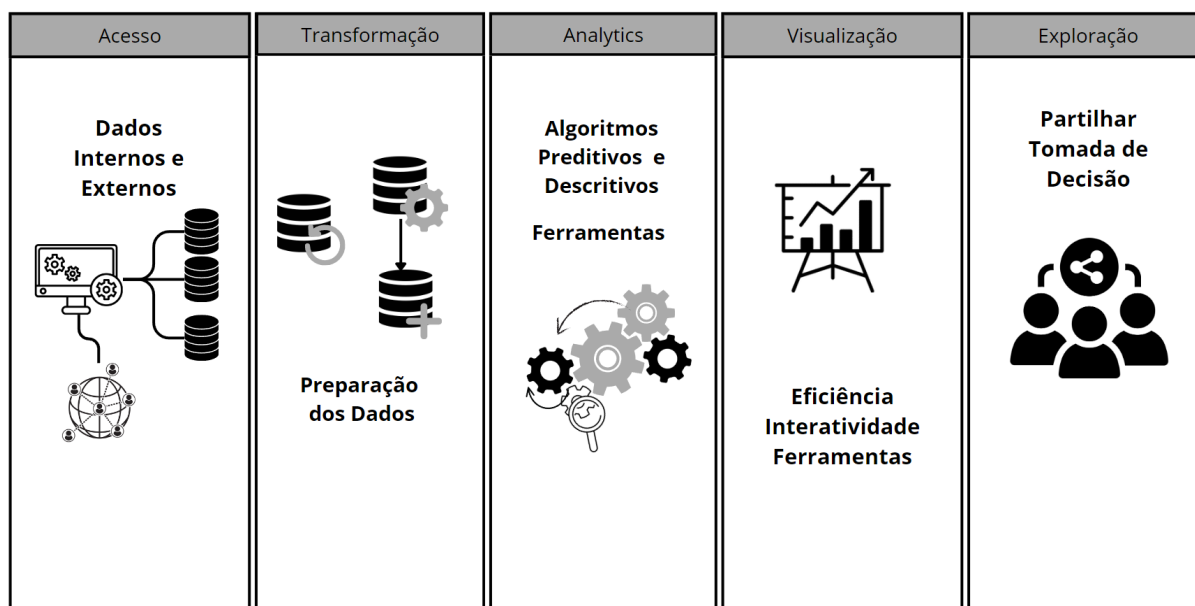 Acesso
Dados
Internos e
Externos
Transformação
Preparação
dos Dados
Analytics
Algoritmos
Preditivos e
Descritivos
Ferramentas
Visualização
Eficiência
Interatividade
Ferramentas
Exploração
Partilhar
Tomada de
Decisão